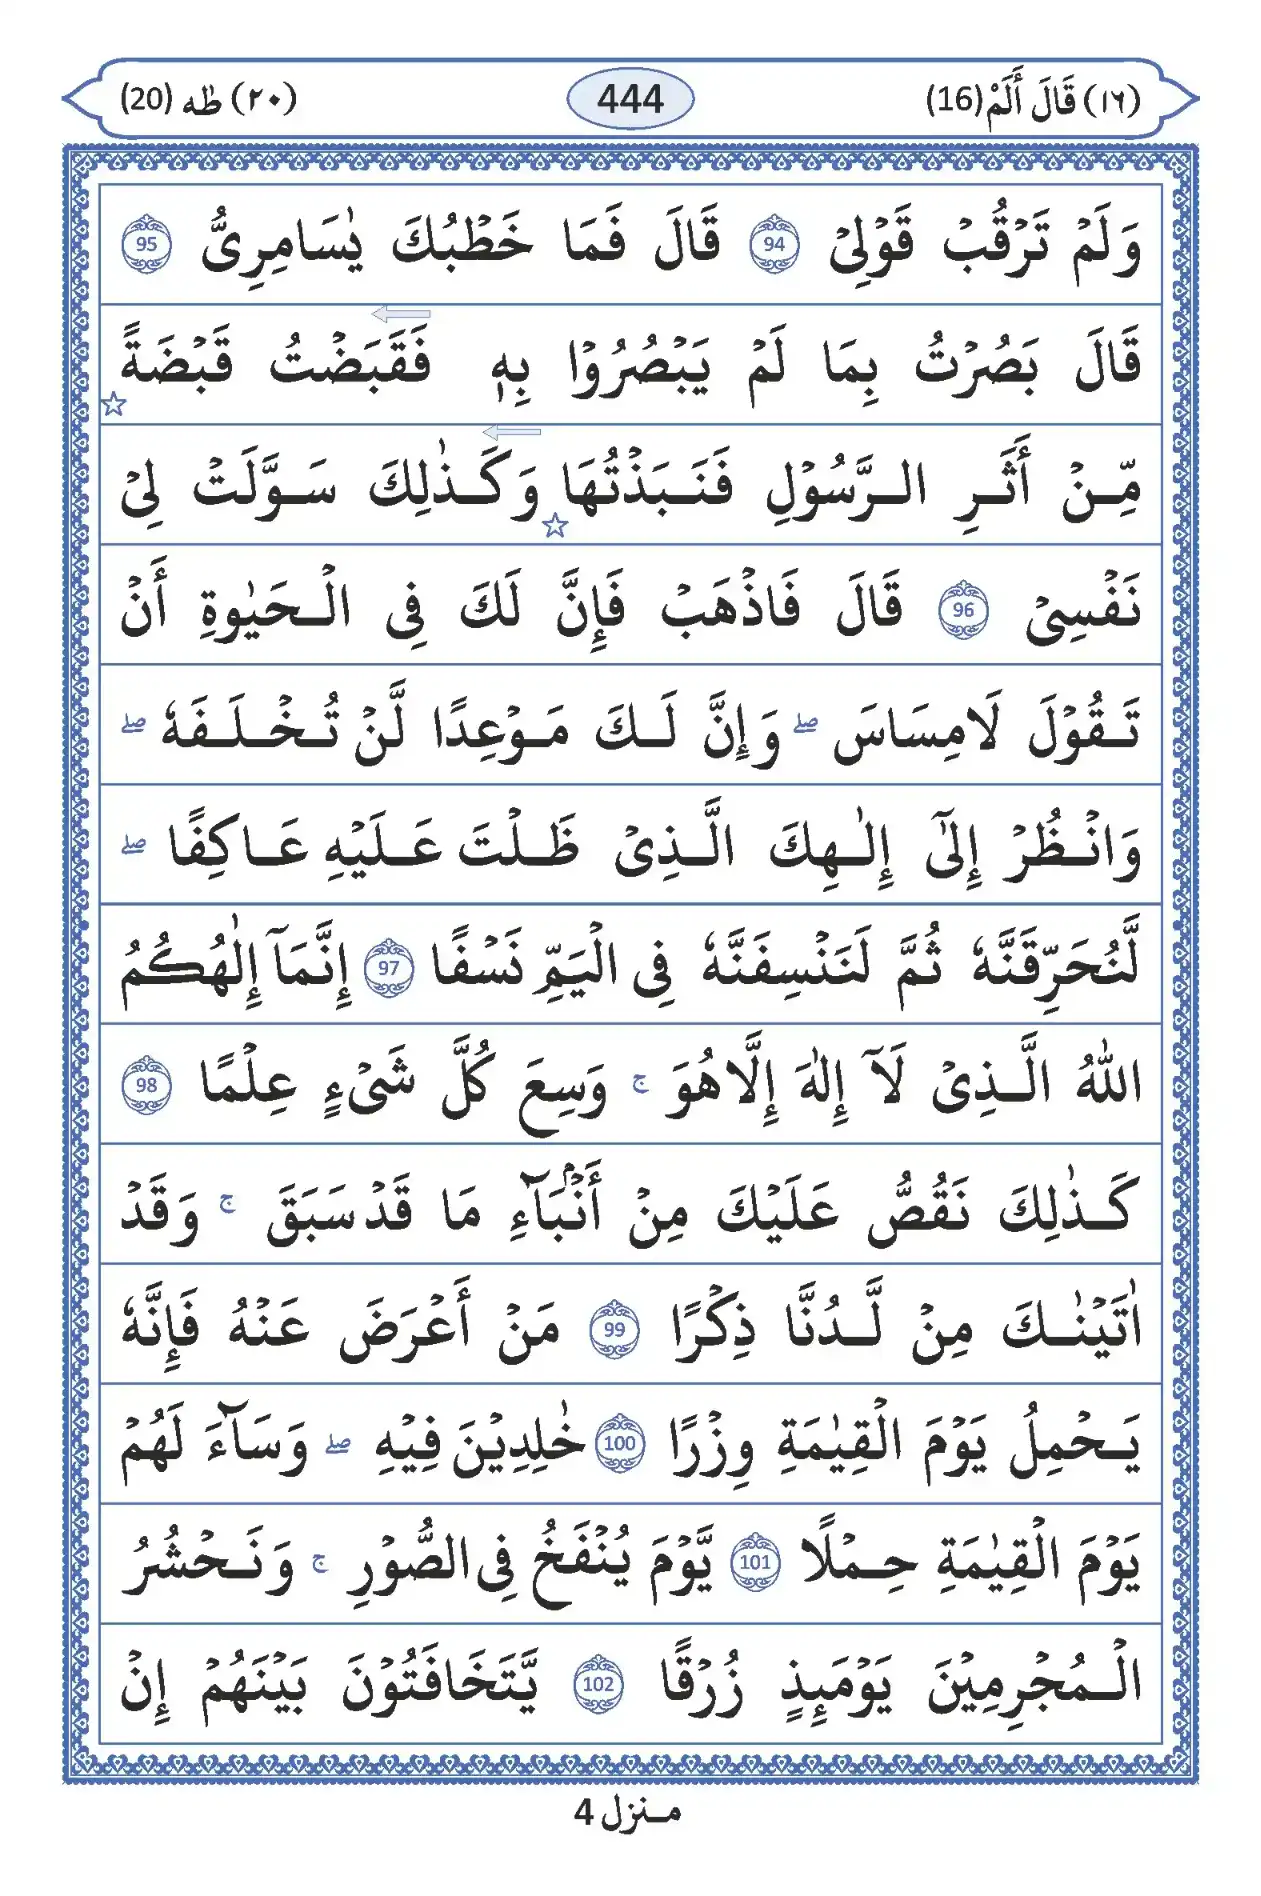 (١٦) قَالَ أَلَمْ (16) 444 (٢٠) طٰه (20)
وَلَمْ تَرْقُبْ قَوْلِیْ 94 قَالَ فَمَا خَطْبُكَ یٰسَامِرِیُّ 95
قَالَ بَصُرْتُ بِمَا لَمْ یَبْصُرُوْا بِهٖ فَقَبَضْتُ قَبْضَةً ☆
مِّنْ أَثَرِ الرَّسُوْلِ فَنَبَذْتُهَا ☆ وَكَذٰلِكَ سَوَّلَتْ لِیْ
نَفْسِیْ 96 قَالَ فَاذْهَبْ فَإِنَّ لَكَ فِی الْحَیٰوةِ أَنْ
تَقُوْلَ لَامِسَاسَ ۖ وَإِنَّ لَكَ مَوْعِدًا لَّنْ تُخْلَفَهٗ ۖ
وَانْظُرْ إِلٰٓی إِلٰهِكَ الَّذِیْ ظَلْتَ عَلَیْهِ عَاكِفًا ۖ
لَّنُحَرِّقَنَّهٗ ثُمَّ لَنَنْسِفَنَّهٗ فِی الْیَمِّ نَسْفًا 97 إِنَّمَآ إِلٰهُكُمُ
اللّٰهُ الَّذِیْ لَآ إِلٰهَ إِلَّا هُوَ ۚ وَسِعَ كُلَّ شَیْءٍ عِلْمًا 98
كَذٰلِكَ نَقُصُّ عَلَیْكَ مِنْ أَنْۢبَآءِ مَا قَدْ سَبَقَ ۚ وَقَدْ
اٰتَیْنٰكَ مِنْ لَّدُنَّا ذِكْرًا 99 مَنْ أَعْرَضَ عَنْهُ فَإِنَّهٗ
یَحْمِلُ یَوْمَ الْقِیٰمَةِ وِزْرًا 100 خٰلِدِیْنَ فِیْهِ ۖ وَسَآءَ لَهُمْ
یَوْمَ الْقِیٰمَةِ حِمْلًا 101 یَّوْمَ یُنْفَخُ فِی الصُّوْرِ ۚ وَنَحْشُرُ
الْمُجْرِمِیْنَ یَوْمَىِٕذٍ زُرْقًا 102 یَّتَخَافَتُوْنَ بَیْنَهُمْ إِنْ
منزل 4